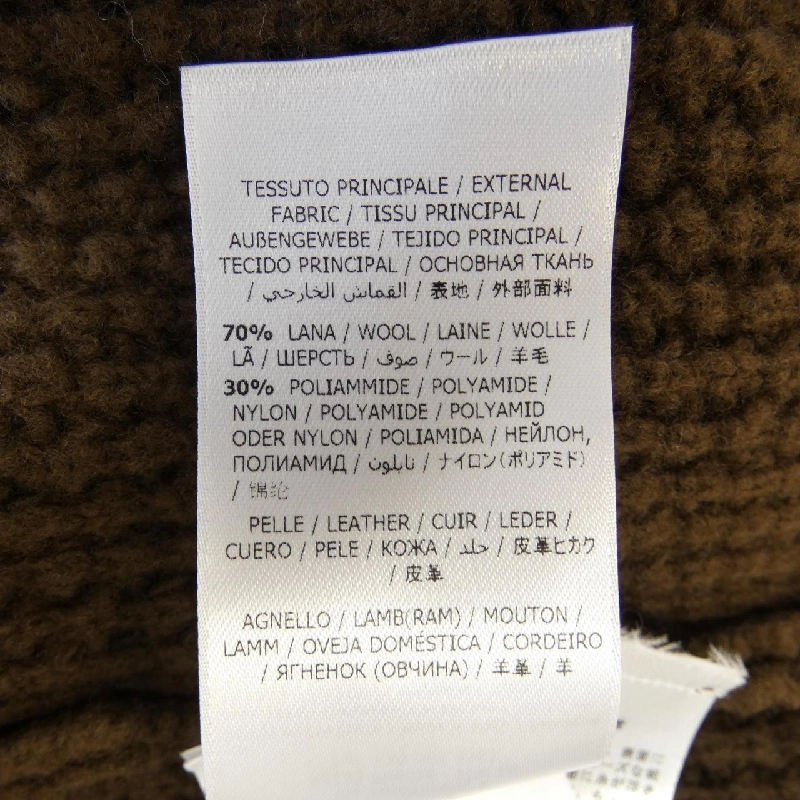 TESSUTO PRINCIPALE / EXTERNAL
FABRIC / TISSU PRINCIPAL /
AUßENGEWEBE / TEJIDO PRINCIPAL /
TECIDO PRINCIPAL / ОСНОВНАЯ ТКАНЬ
/ القماش الخارجي / 表地 / 外部面料
70% LANA / WOOL / LAINE / WOLLE /
LÃ / ШЕРСТЬ / صوف / ウール / 羊毛
30% POLIAMMIDE / POLYAMIDE /
NYLON / POLYAMIDE / POLYAMID
ODER NYLON / POLIAMIDA / НЕЙЛОН,
ПОЛИАМИД / نايلون / ナイロン(ポリアミド)
/ 锦纶
PELLE / LEATHER / CUIR / LEDER /
CUERO / PELE / КОЖА / جلد / 皮革ヒカク
/ 皮革
AGNELLO / LAMB(RAM) / MOUTON /
LAMM / OVEJA DOMÉSTICA / CORDEIRO
/ ЯГНЕНОК (ОВЧИНА) / 羊革 / 羊